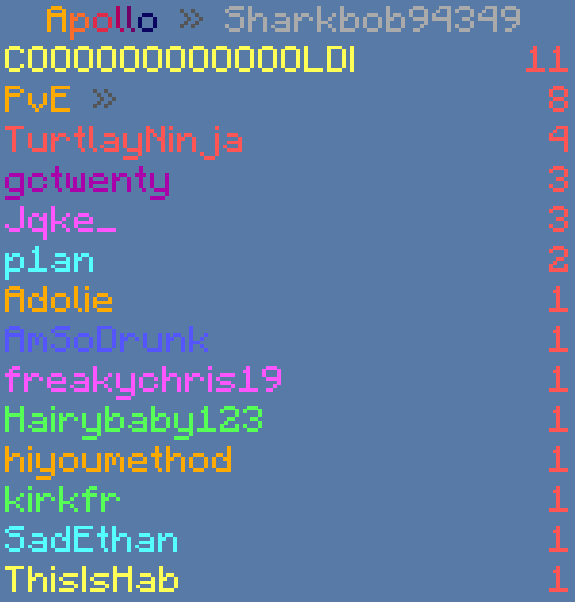 Apollo » Sharkbob94349
COOOOOOOOOOOOLDI 11
PvE » 8
TurtlayNinja 4
gctwenty 3
Jqke_ 3
p1an 2
Adolie 1
AmSoDrunk 1
freakychris19 1
Hairybaby123 1
hiyoumethod 1
kirkfr 1
SadEthan 1
ThisIsHab 1